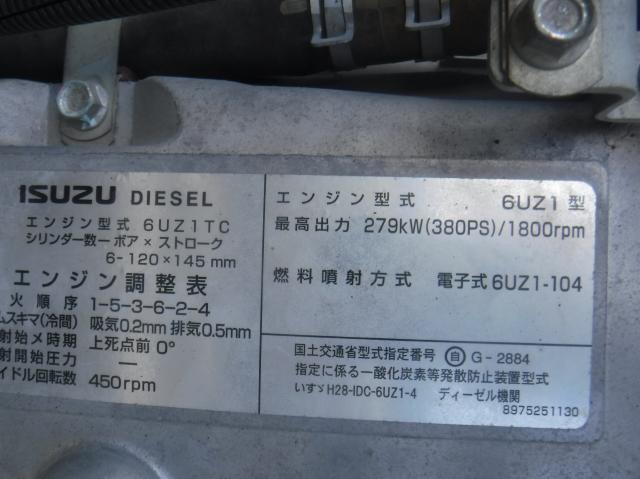 ISUZU DIESEL
エンジン型式 6UZ1TC
シリンダー数ー ボア × ストローク
6-120×145mm
エンジン調整表
火順序 1-5-3-6-2-4
ムスキマ(冷間) 吸気0.2mm 排気0.5mm
射始メ時期 上死点前 0°
射開始圧力 ー
イドル回転数 450rpm
エンジン型式 6UZ1型
最高出力 279kW(380PS)/1800rpm
燃料噴射方式 電子式6UZ1-104
国土交通省型式指定番号 自 G-2884
指定に係る一酸化炭素等発散防止装置型式
いすゞH28-IDC-6UZ1-4 ディーゼル機関
8975251130